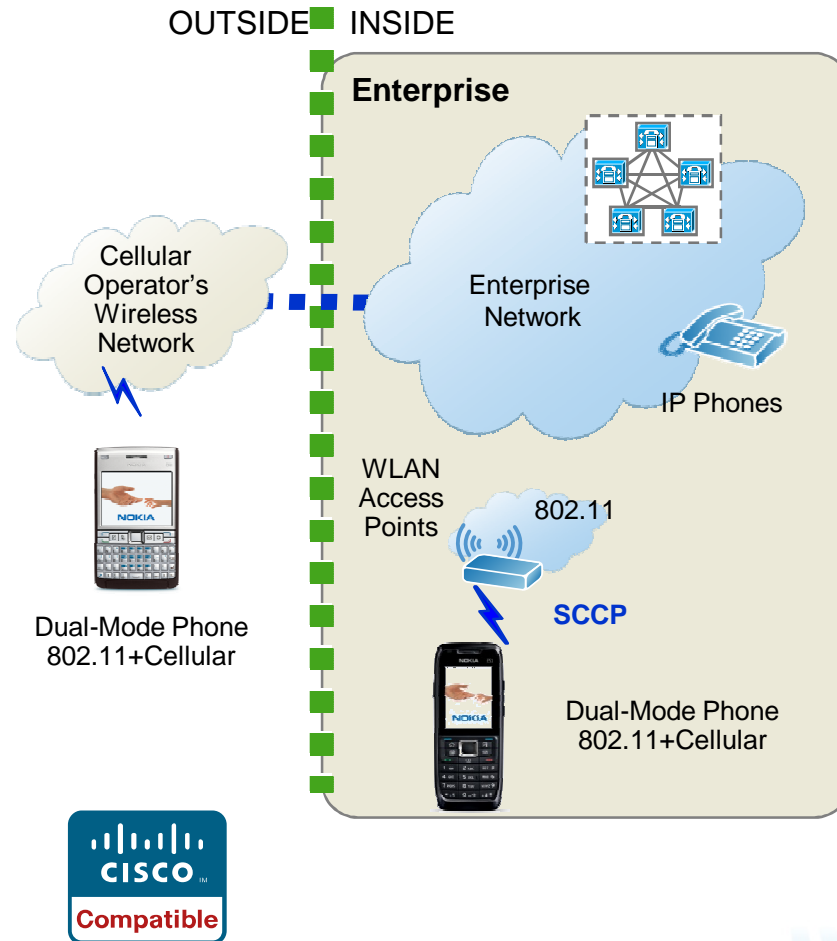 OUTSIDE INSIDE
Enterprise
Cellular
Operator's
Wireless
Network
Enterprise
Network
IP Phones
WLAN
Access
Points
802.11
SCCP
NOKIA
Dual-Mode Phone
802.11+Cellular
NOKIA
NOKIA
Dual-Mode Phone
802.11+Cellular
CISCO
Compatible